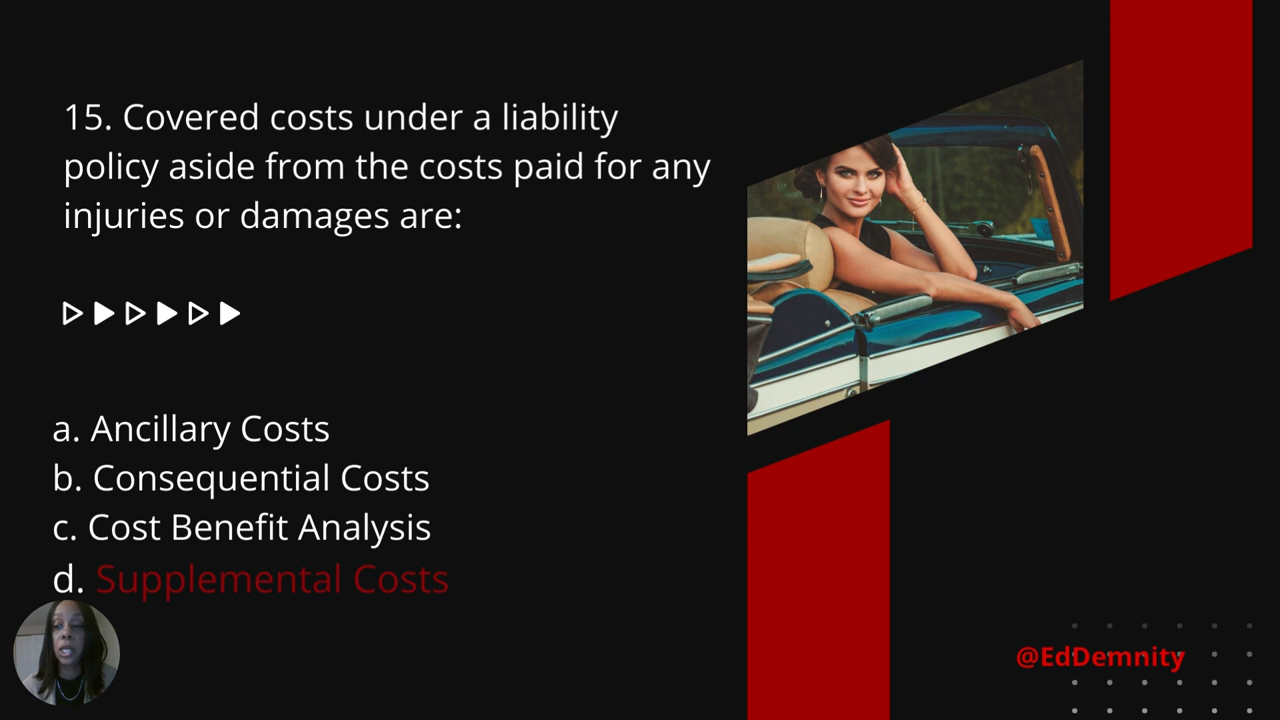 15. Covered costs under a liability
policy aside from the costs paid for any
injuries or damages are:
a. Ancillary Costs
b. Consequential Costs
c. Cost Benefit Analysis
d. Supplemental Costs
@EdDemnity